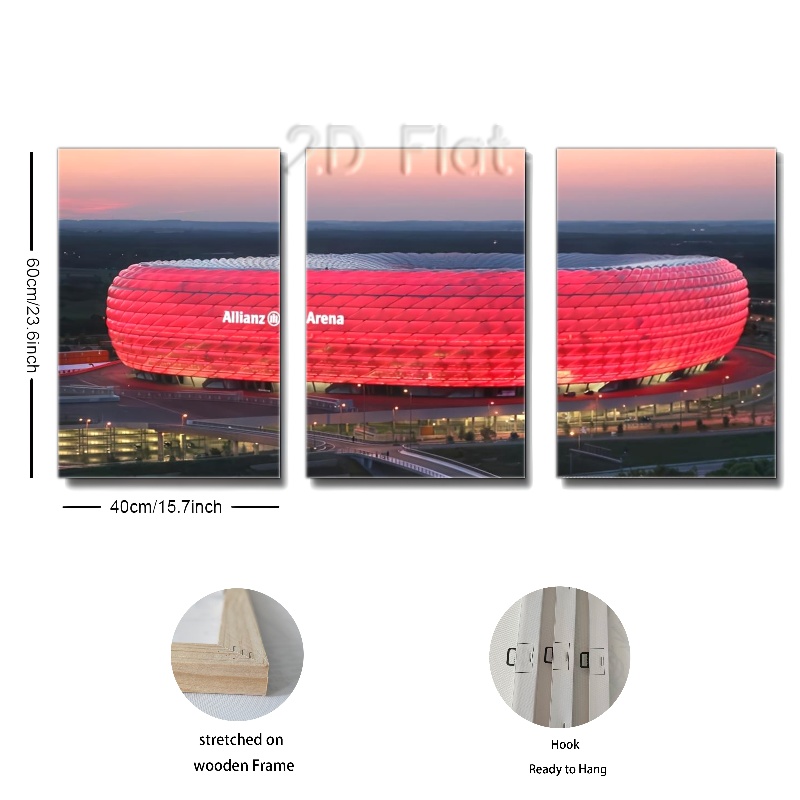 2D Flat
60cm/23.6inch
Allianz Arena
40cm/15.7inch
stretched on
wooden Frame
Hook
Ready to Hang